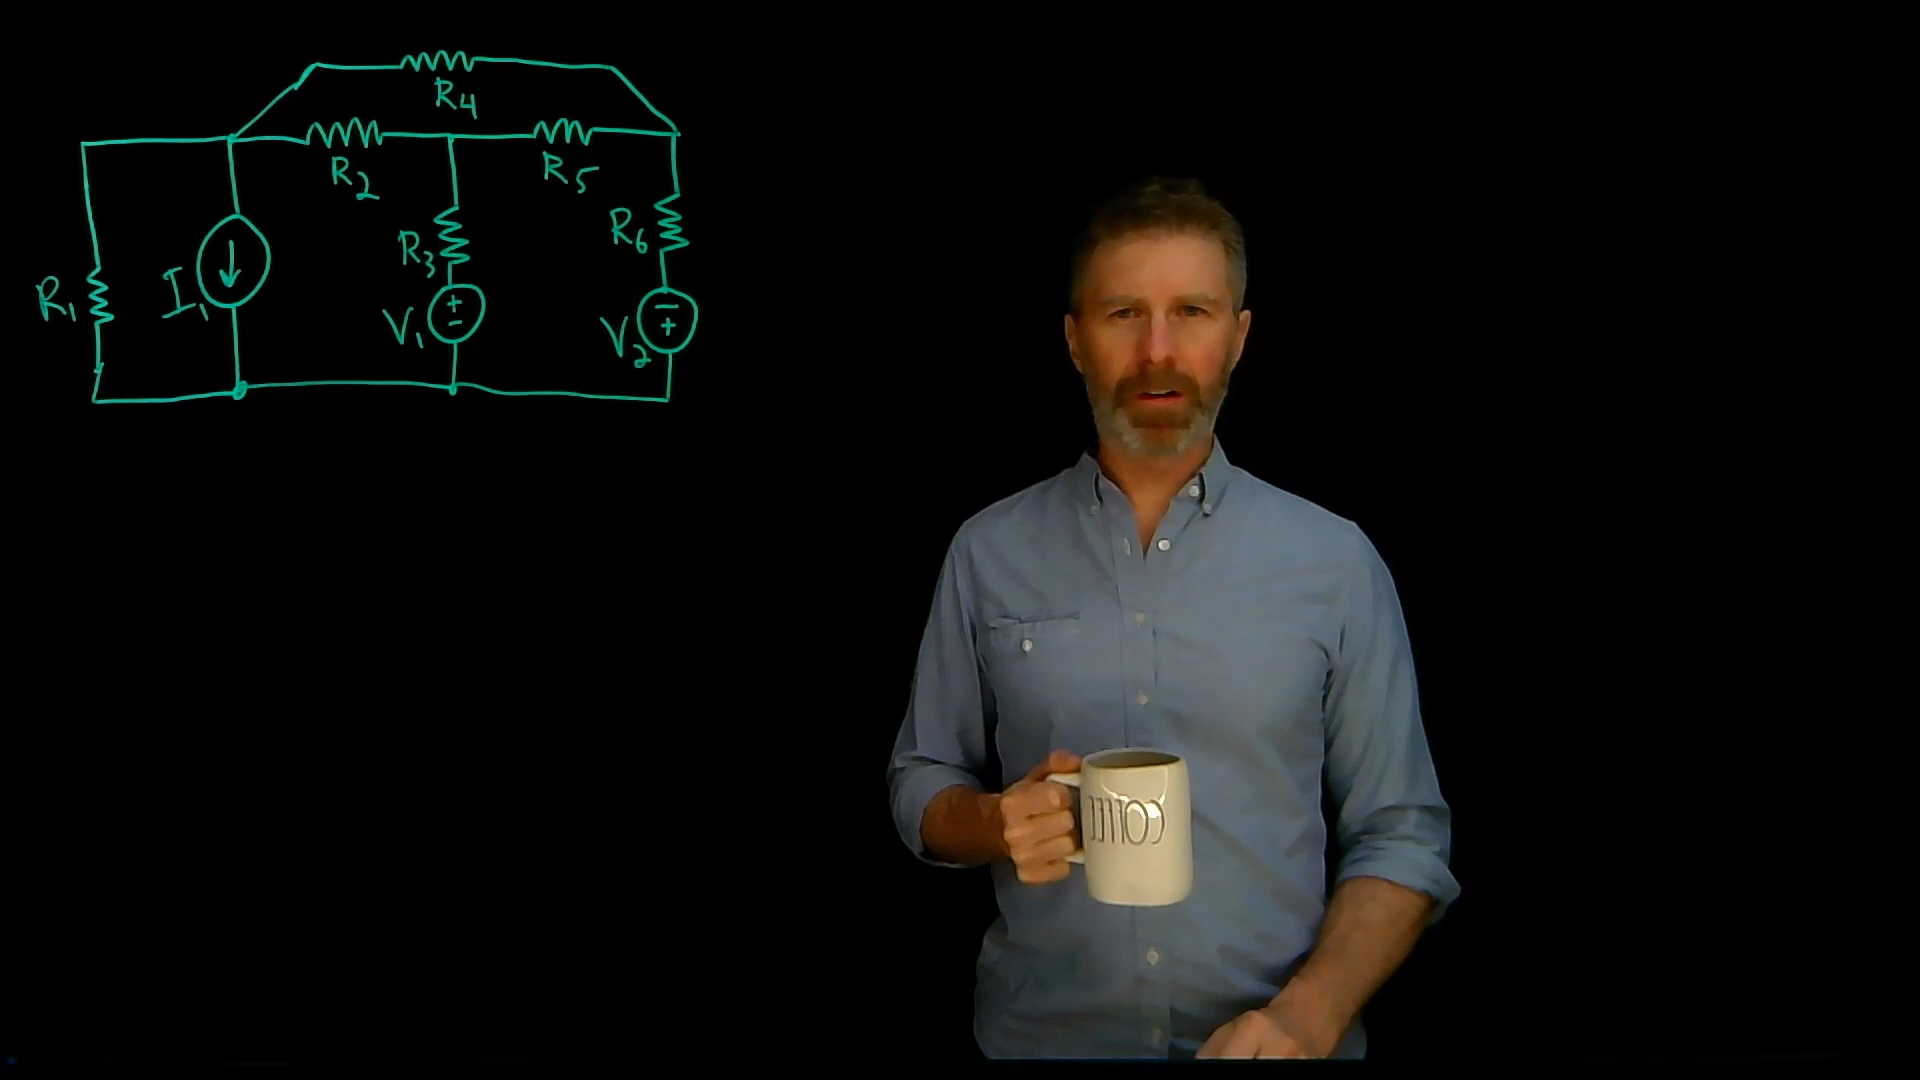 R4
R2
R5
R3
R6
R1
I1
V1
V2
+
−
−
+
COFFEE